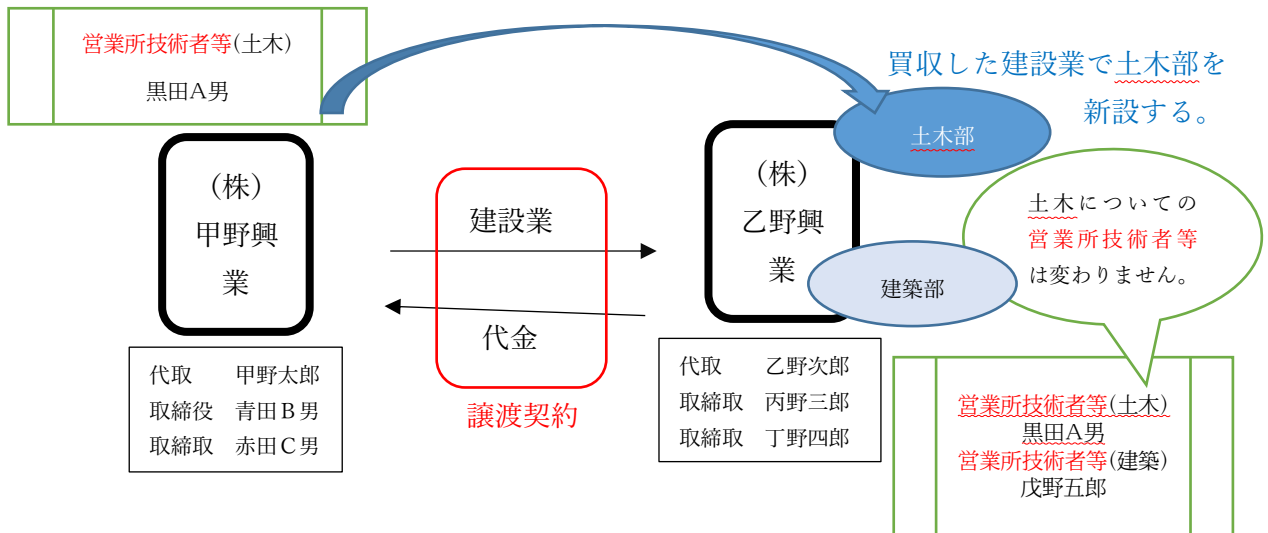 営業所技術者等(土木)
黒田A男
買収した建設業で土木部を
新設する。
土木部
（株）
甲野興
業
建設業
代金
譲渡契約
（株）
乙野興
業
建築部
土木についての
営業所技術者等
は変わりません。
代取　甲野太郎
取締役　青田Ｂ男
取締取　赤田Ｃ男
代取　乙野次郎
取締取　丙野三郎
取締取　丁野四郎
営業所技術者等(土木)
黒田A男
営業所技術者等(建築)
戊野五郎